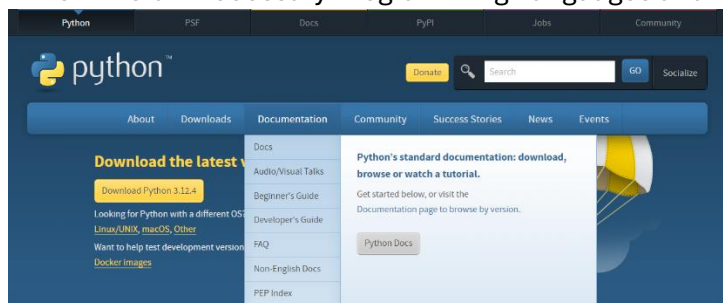 Python PSF Docs PyPI Jobs Community
python™
Donate Search GO Socialize
About Downloads Documentation Community Success Stories News Events
Download the latest v
Download Python 3.12.4
Looking for Python with a different OS?
Linux/UNIX, macOS, Other
Want to help test development version
Docker images
Docs
Audio/Visual Talks
Beginner's Guide
Developer's Guide
FAQ
Non-English Docs
PEP Index
Python's standard documentation: download,
browse or watch a tutorial.
Get started below, or visit the
Documentation page to browse by version.
Python Docs